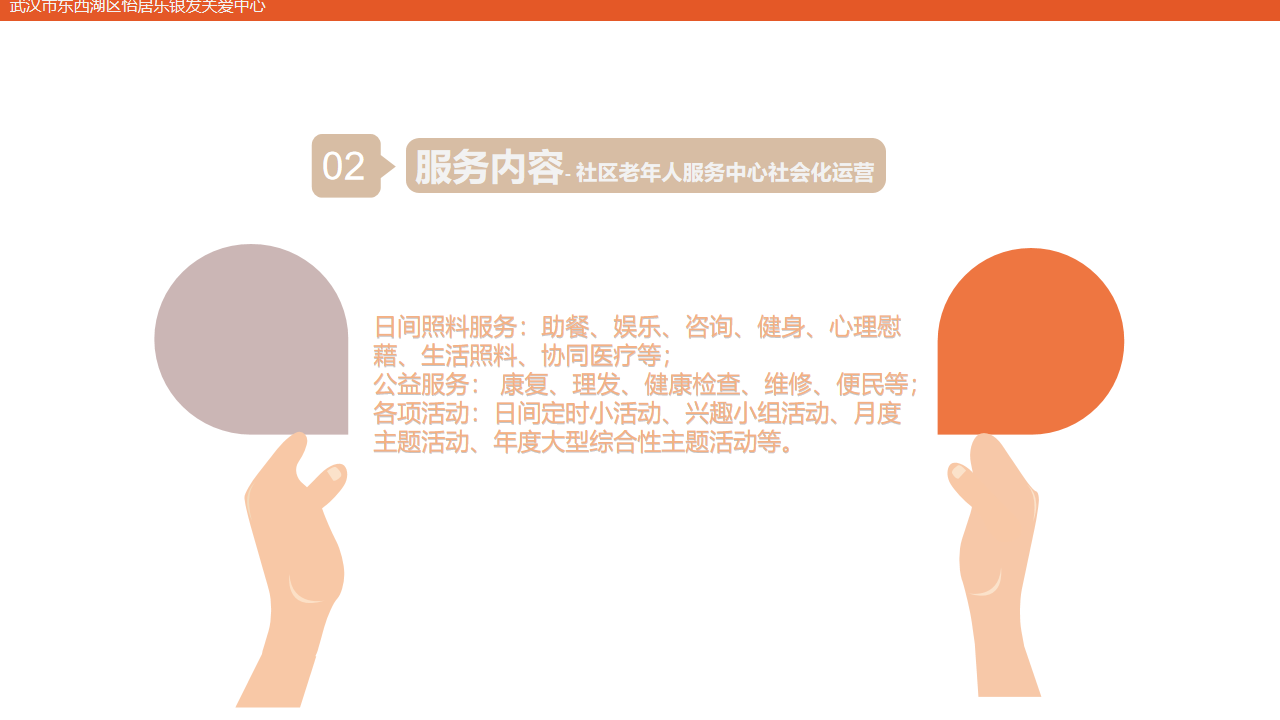 武汉市东西湖区怡居乐银发关爱中心
02
服务内容- 社区老年人服务中心社会化运营
日间照料服务：助餐、娱乐、咨询、健身、心理慰
藉、生活照料、协同医疗等；
公益服务： 康复、理发、健康检查、维修、便民等；
各项活动：日间定时小活动、兴趣小组活动、月度
主题活动、年度大型综合性主题活动等。